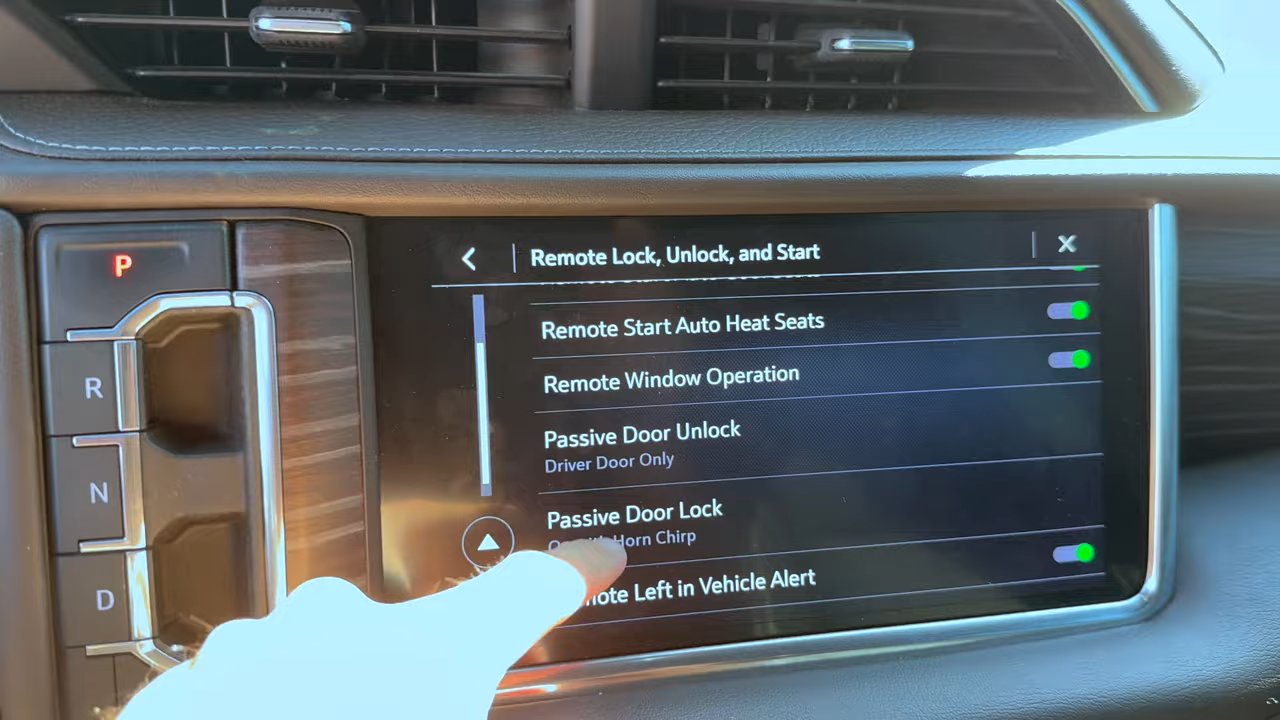 P
R
N
D
Remote Lock, Unlock, and Start
Remote Start Auto Heat Seats
Remote Window Operation
Passive Door Unlock
Driver Door Only
Passive Door Lock
Horn Chirp
Left in Vehicle Alert